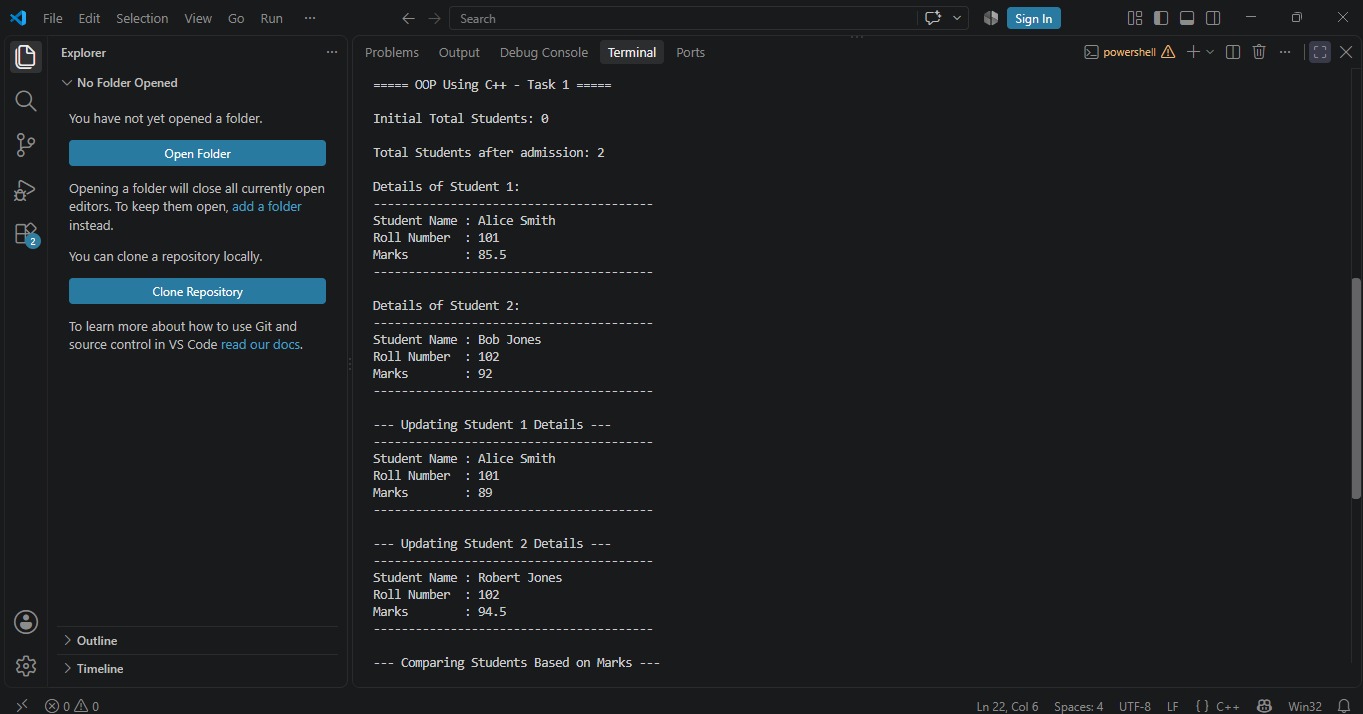 File Edit Selection View Go Run ···
Search
Sign In
Explorer ···
No Folder Opened
You have not yet opened a folder.
Open Folder
Opening a folder will close all currently open
editors. To keep them open, add a folder
instead.
You can clone a repository locally.
Clone Repository
To learn more about how to use Git and
source control in VS Code read our docs.
2
Outline
Timeline
Problems Output Debug Console Terminal Ports
powershell
===== OOP Using C++ - Task 1 =====
Initial Total Students: 0
Total Students after admission: 2
Details of Student 1:
----------------------------------------
Student Name : Alice Smith
Roll Number  : 101
Marks        : 85.5
----------------------------------------
Details of Student 2:
----------------------------------------
Student Name : Bob Jones
Roll Number  : 102
Marks        : 92
----------------------------------------
--- Updating Student 1 Details ---
----------------------------------------
Student Name : Alice Smith
Roll Number  : 101
Marks        : 89
----------------------------------------
--- Updating Student 2 Details ---
----------------------------------------
Student Name : Robert Jones
Roll Number  : 102
Marks        : 94.5
----------------------------------------
--- Comparing Students Based on Marks ---
0 0
Ln 22, Col 6 Spaces: 4 UTF-8 LF { } C++ Win32